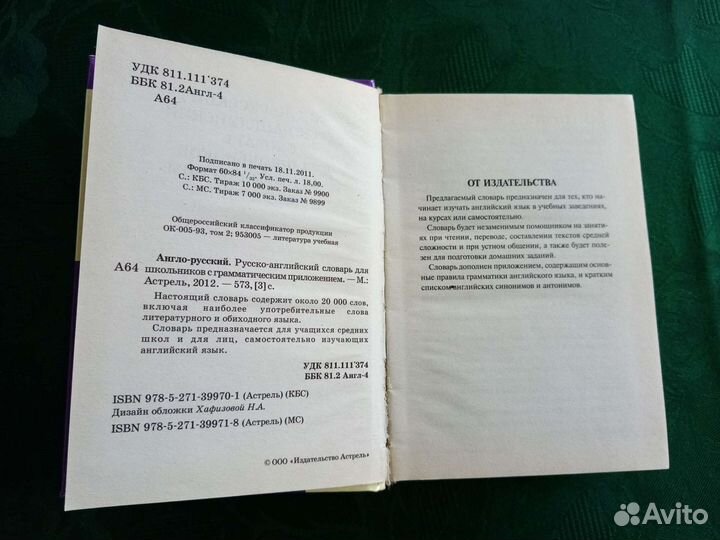 УДК 811.111'374
ББК 81.2Англ-4
А64
Подписано в печать 18.11.2011.
Формат 60×84 1/32. Усл. печ. л. 18,00.
С.: КБС. Тираж 10 000 экз. Заказ № 9900
С.: МС. Тираж 7 000 экз. Заказ № 9899
Общероссийский классификатор продукции
ОК-005-93, том 2; 953005 — литература учебная
Англо-русский. Русско-английский словарь для
А64 школьников с грамматическим приложением. — М.:
Астрель, 2012. — 573, [3] с.
Настоящий словарь содержит около 20 000 слов,
включая наиболее употребительные слова
литературного и обиходного языка.
Словарь предназначается для учащихся средних
школ и для лиц, самостоятельно изучающих
английский язык.
УДК 811.111'374
ББК 81.2 Англ-4
ISBN 978-5-271-39970-1 (Астрель) (КБС)
Дизайн обложки Хафизовой Н.А.
ISBN 978-5-271-39971-8 (Астрель) (МС)
© ООО «Издательство Астрель»
ОТ ИЗДАТЕЛЬСТВА
Предлагаемый словарь предназначен для тех, кто на-
чинает изучать английский язык в учебных заведениях,
на курсах или самостоятельно.
Словарь будет незаменимым помощником на заняти-
ях при чтении, переводе, составлении текстов средней
сложности и при устном общении, а также будет поле-
зен для подготовки домашних заданий.
Словарь дополнен приложением, содержащим основ-
ные правила грамматики английского языка, и кратким
списком английских синонимов и антонимов.
Avito